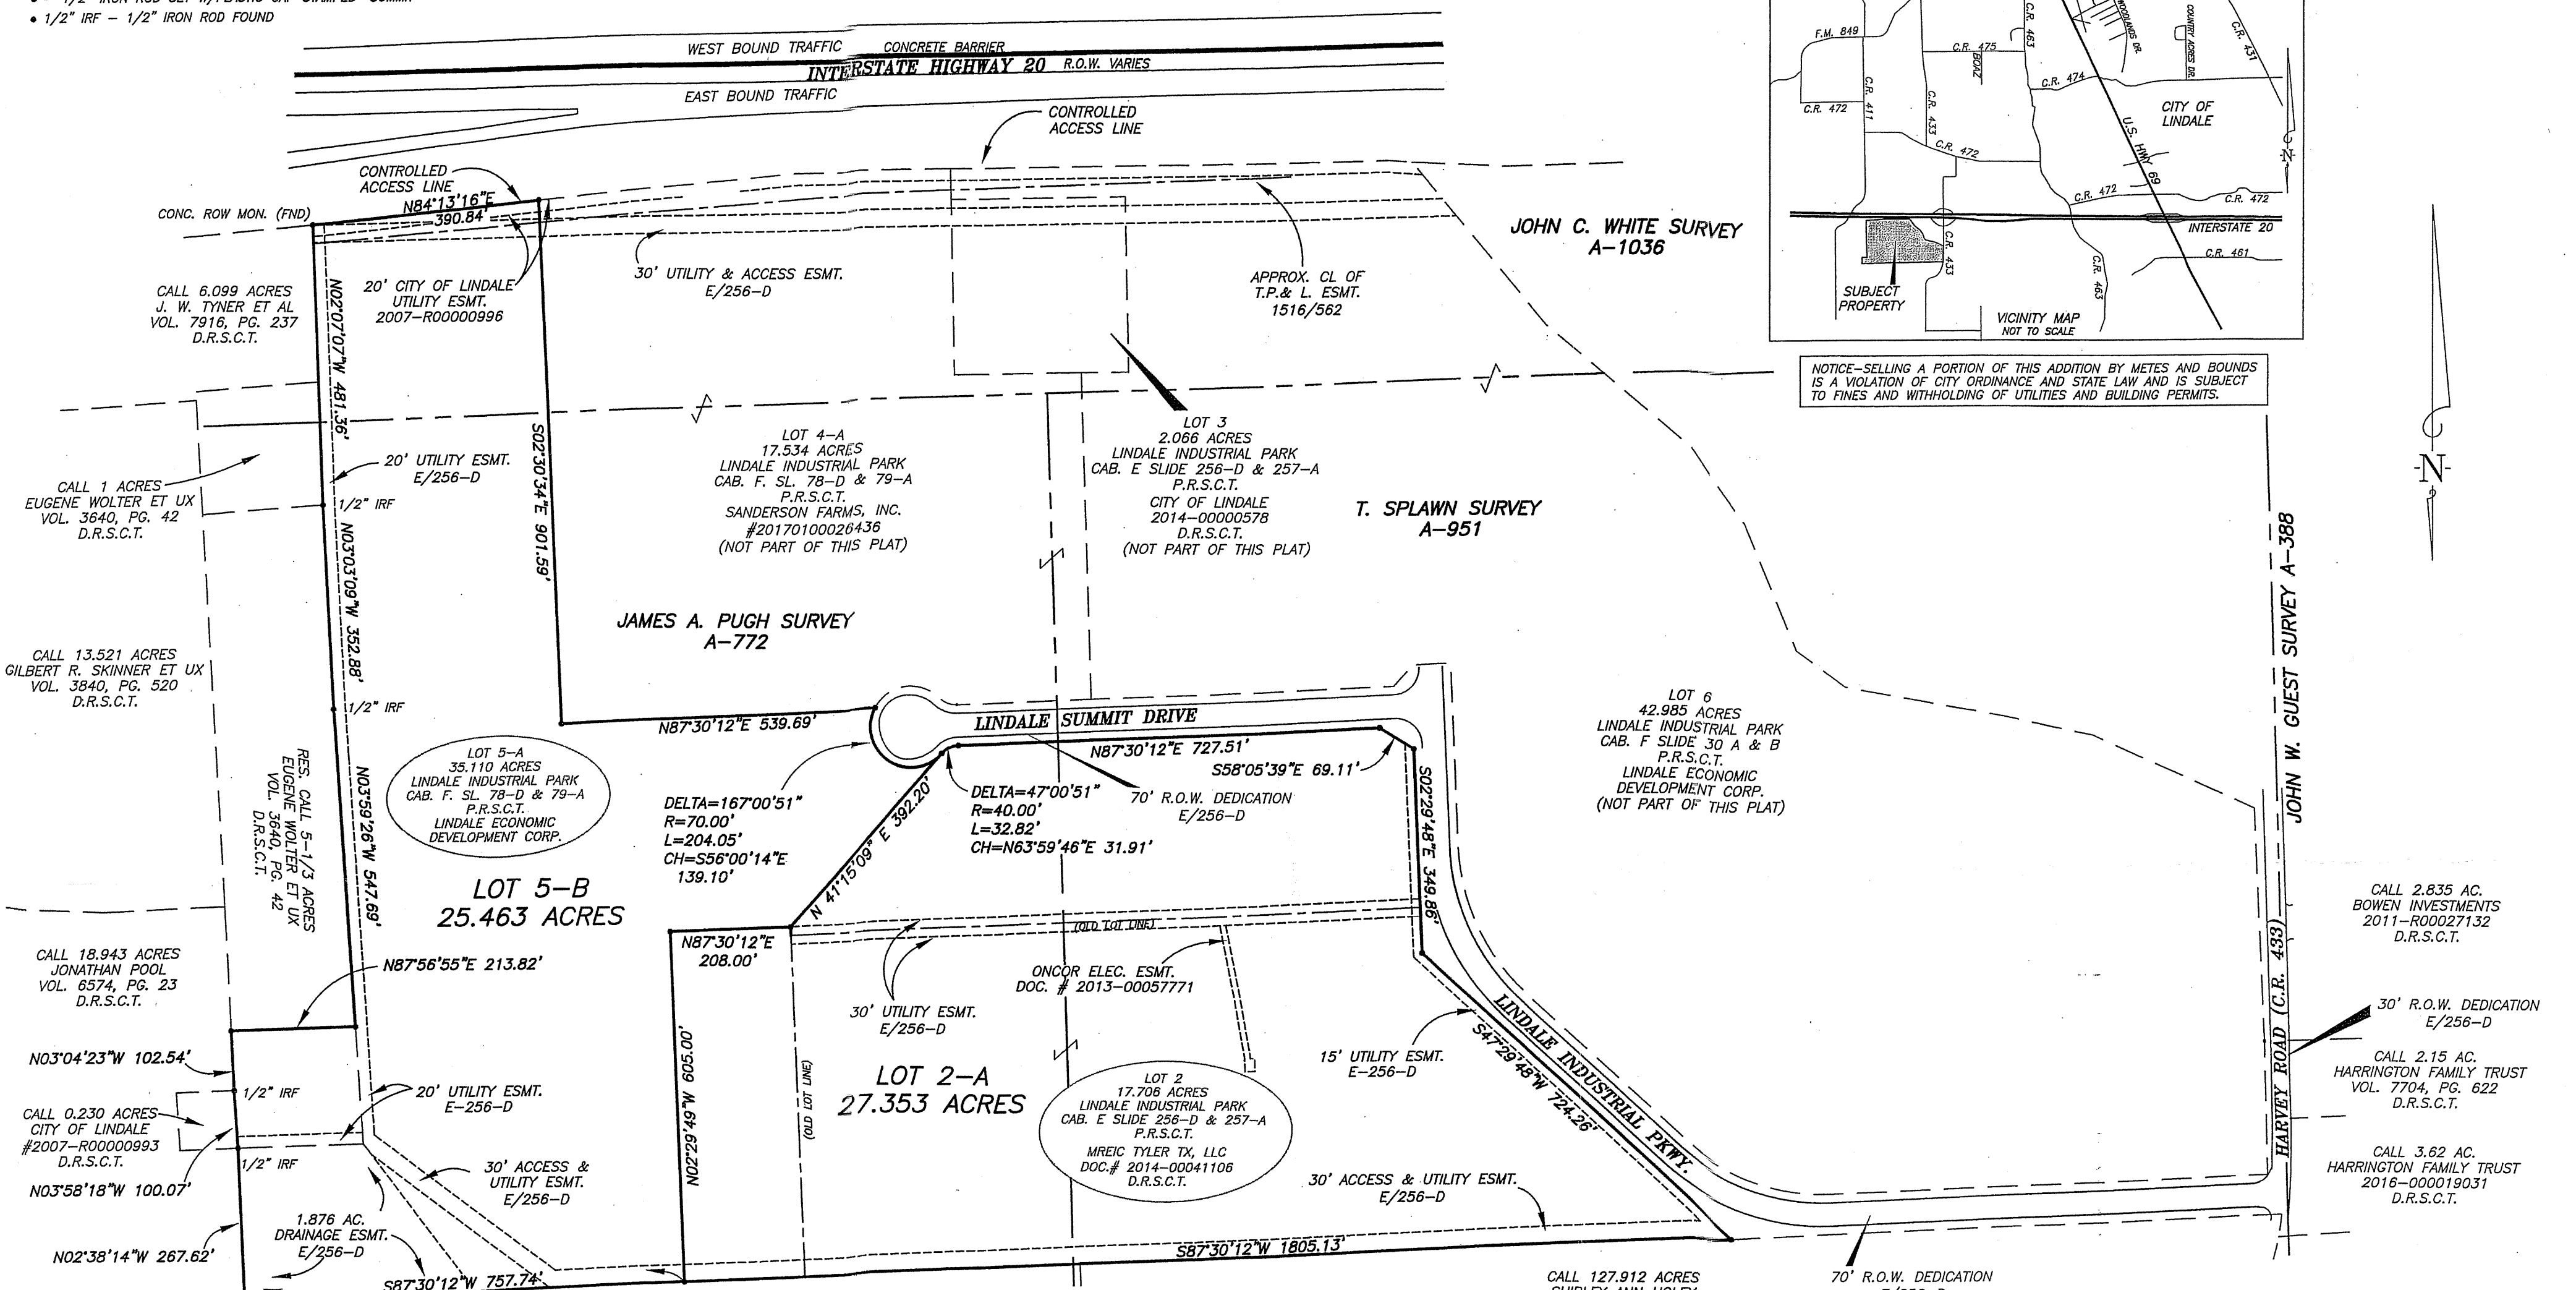 • 1/2" IRF – 1/2" IRON ROD FOUND
WEST BOUND TRAFFIC
CONCRETE BARRIER
INTERSTATE HIGHWAY 20 R.O.W. VARIES
EAST BOUND TRAFFIC
CONTROLLED
ACCESS LINE
CONTROLLED
ACCESS LINE
CONC. ROW MON. (FND)
N84°13'16"E
390.84'
20' CITY OF LINDALE
UTILITY ESMT.
2007-R00000996
30' UTILITY & ACCESS ESMT.
E/256-D
APPROX. CL OF
T.P.& L. ESMT.
1516/562
JOHN C. WHITE SURVEY
A-1036
CALL 6.099 ACRES
J. W. TYNER ET AL
VOL. 7916, PG. 237
D.R.S.C.T.
N02°07'07"W 481.36'
20' UTILITY ESMT.
E/256-D
CALL 1 ACRES
EUGENE WOLTER ET UX
VOL. 3640, PG. 42
D.R.S.C.T.
1/2" IRF
S02°30'34"E 901.59'
LOT 4-A
17.534 ACRES
LINDALE INDUSTRIAL PARK
CAB. F. SL. 78-D & 79-A
P.R.S.C.T.
SANDERSON FARMS, INC.
#20170100026436
(NOT PART OF THIS PLAT)
LOT 3
2.066 ACRES
LINDALE INDUSTRIAL PARK
CAB. E SLIDE 256-D & 257-A
P.R.S.C.T.
CITY OF LINDALE
2014-00000578
D.R.S.C.T.
(NOT PART OF THIS PLAT)
T. SPLAWN SURVEY
A-951
JAMES A. PUGH SURVEY
A-772
N03°03'09"W 352.88'
CALL 13.521 ACRES
GILBERT R. SKINNER ET UX
VOL. 3840, PG. 520
D.R.S.C.T.
1/2" IRF
RES. CALL 5-1/3 ACRES
EUGENE WOLTER ET UX
VOL. 3640, PG. 42
D.R.S.C.T.
N03°59'26"W 547.69'
LOT 5-A
35.110 ACRES
LINDALE INDUSTRIAL PARK
CAB. F. SL. 78-D & 79-A
P.R.S.C.T.
LINDALE ECONOMIC
DEVELOPMENT CORP.
N87°30'12"E 539.69'
LINDALE SUMMIT DRIVE
N87°30'12"E 727.51'
S58°05'39"E 69.11'
DELTA=167°00'51"
R=70.00'
L=204.05'
CH=S56°00'14"E
139.10'
N 41°15'09" E 392.20'
DELTA=47°00'51"
R=40.00'
L=32.82'
CH=N63°59'46"E 31.91'
70' R.O.W. DEDICATION
E/256-D
S02°29'48"E 349.86'
LOT 6
42.985 ACRES
LINDALE INDUSTRIAL PARK
CAB. F SLIDE 30 A & B
P.R.S.C.T.
LINDALE ECONOMIC
DEVELOPMENT CORP.
(NOT PART OF THIS PLAT)
LOT 5-B
25.463 ACRES
N87°30'12"E
208.00'
(OLD LOT LINE)
ONCOR ELEC. ESMT.
DOC. # 2013-00057771
30' UTILITY ESMT.
E/256-D
CALL 18.943 ACRES
JONATHAN POOL
VOL. 6574, PG. 23
D.R.S.C.T.
N87°56'55"E 213.82'
N03°04'23"W 102.54'
1/2" IRF
CALL 0.230 ACRES
CITY OF LINDALE
#2007-R00000993
D.R.S.C.T.
1/2" IRF
N03°58'18"W 100.07'
N02°38'14"W 267.62'
20' UTILITY ESMT.
E-256-D
30' ACCESS &
UTILITY ESMT.
E/256-D
1.876 AC.
DRAINAGE ESMT.
E/256-D
S87°30'12"W 757.74'
N02°29'49"W 605.00'
(OLD LOT LINE)
LOT 2-A
27.353 ACRES
LOT 2
17.706 ACRES
LINDALE INDUSTRIAL PARK
CAB. E SLIDE 256-D & 257-A
P.R.S.C.T.
MREIC TYLER TX, LLC
DOC.# 2014-00041106
D.R.S.C.T.
15' UTILITY ESMT.
E-256-D
LINDALE INDUSTRIAL PKWY.
S47°29'48"W 724.26'
30' ACCESS & UTILITY ESMT.
E/256-D
S87°30'12"W 1805.13'
CALL 127.912 ACRES
70' R.O.W. DEDICATION
JOHN W. GUEST SURVEY A-388
HARVEY ROAD (C.R. 433)
CALL 2.835 AC.
BOWEN INVESTMENTS
2011-R00027132
D.R.S.C.T.
30' R.O.W. DEDICATION
E/256-D
CALL 2.15 AC.
HARRINGTON FAMILY TRUST
VOL. 7704, PG. 622
D.R.S.C.T.
CALL 3.62 AC.
HARRINGTON FAMILY TRUST
2016-000019031
D.R.S.C.T.
F.M. 849
C.R. 475
BOAZ
C.R. 463
WOODLANDS DR.
COUNTRY ACRES DR.
C.R. 431
C.R. 474
C.R. 472
C.R. 411
C.R. 433
C.R. 472
CITY OF
LINDALE
U.S. HWY 69
C.R. 472
C.R. 472
INTERSTATE 20
C.R. 461
C.R. 433
C.R. 463
SUBJECT
PROPERTY
VICINITY MAP
NOT TO SCALE
N
NOTICE-SELLING A PORTION OF THIS ADDITION BY METES AND BOUNDS
IS A VIOLATION OF CITY ORDINANCE AND STATE LAW AND IS SUBJECT
TO FINES AND WITHHOLDING OF UTILITIES AND BUILDING PERMITS.
N